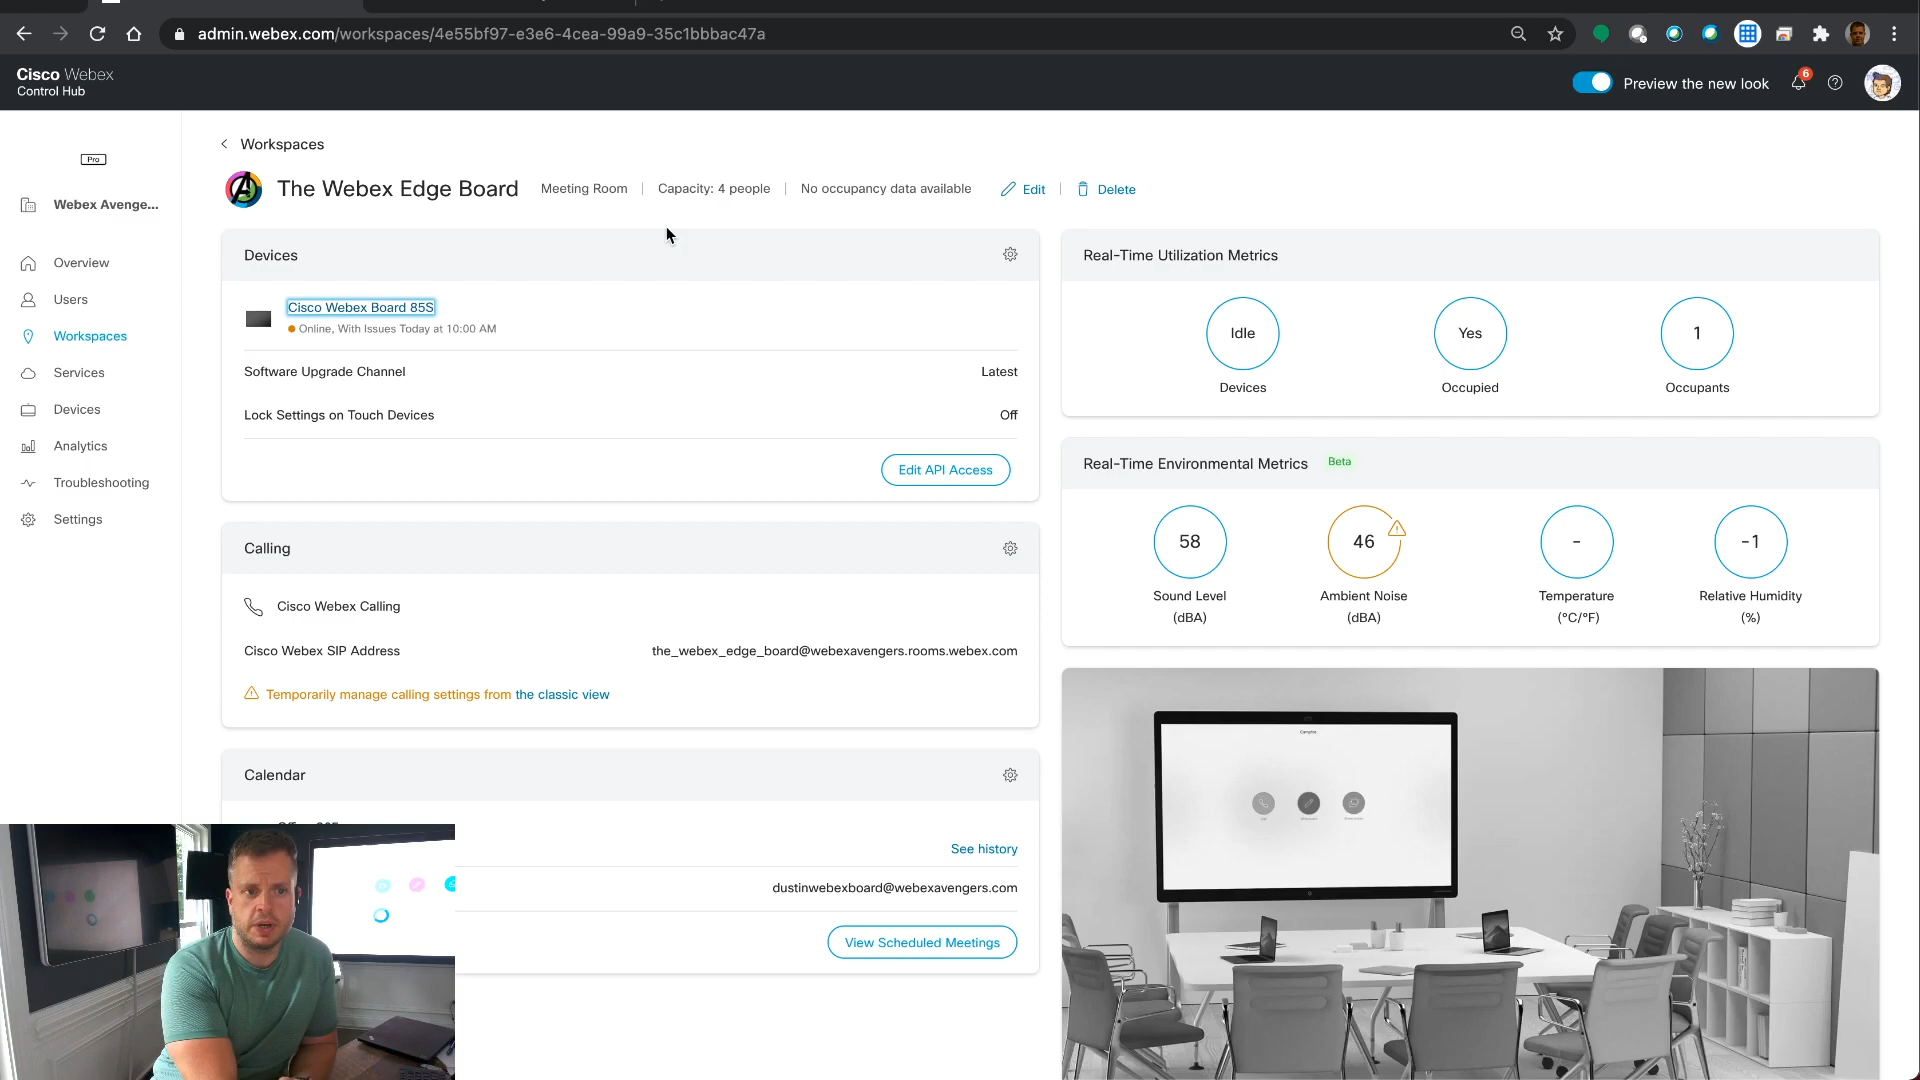 admin.webex.com/workspaces/4e55bf97-e3e6-4cea-99a9-35c1bbbac47a
Cisco Webex
Control Hub
Preview the new look
6
Pro
Webex Avenge...
Overview
Users
Workspaces
Services
Devices
Analytics
Troubleshooting
Settings
Workspaces
The Webex Edge Board
Meeting Room
Capacity: 4 people
No occupancy data available
Edit
Delete
Devices
Cisco Webex Board 85S
Online, With Issues Today at 10:00 AM
Software Upgrade Channel Latest
Lock Settings on Touch Devices Off
Edit API Access
Calling
Cisco Webex Calling
Cisco Webex SIP Address the_webex_edge_board@webexavengers.rooms.webex.com
Temporarily manage calling settings from the classic view
Calendar
See history
dustinwebexboard@webexavengers.com
View Scheduled Meetings
Real-Time Utilization Metrics
Idle Yes 1
Devices Occupied Occupants
Real-Time Environmental Metrics Beta
58 46 - -1
Sound Level Ambient Noise Temperature Relative Humidity
(dBA) (dBA) (°C/°F) (%)